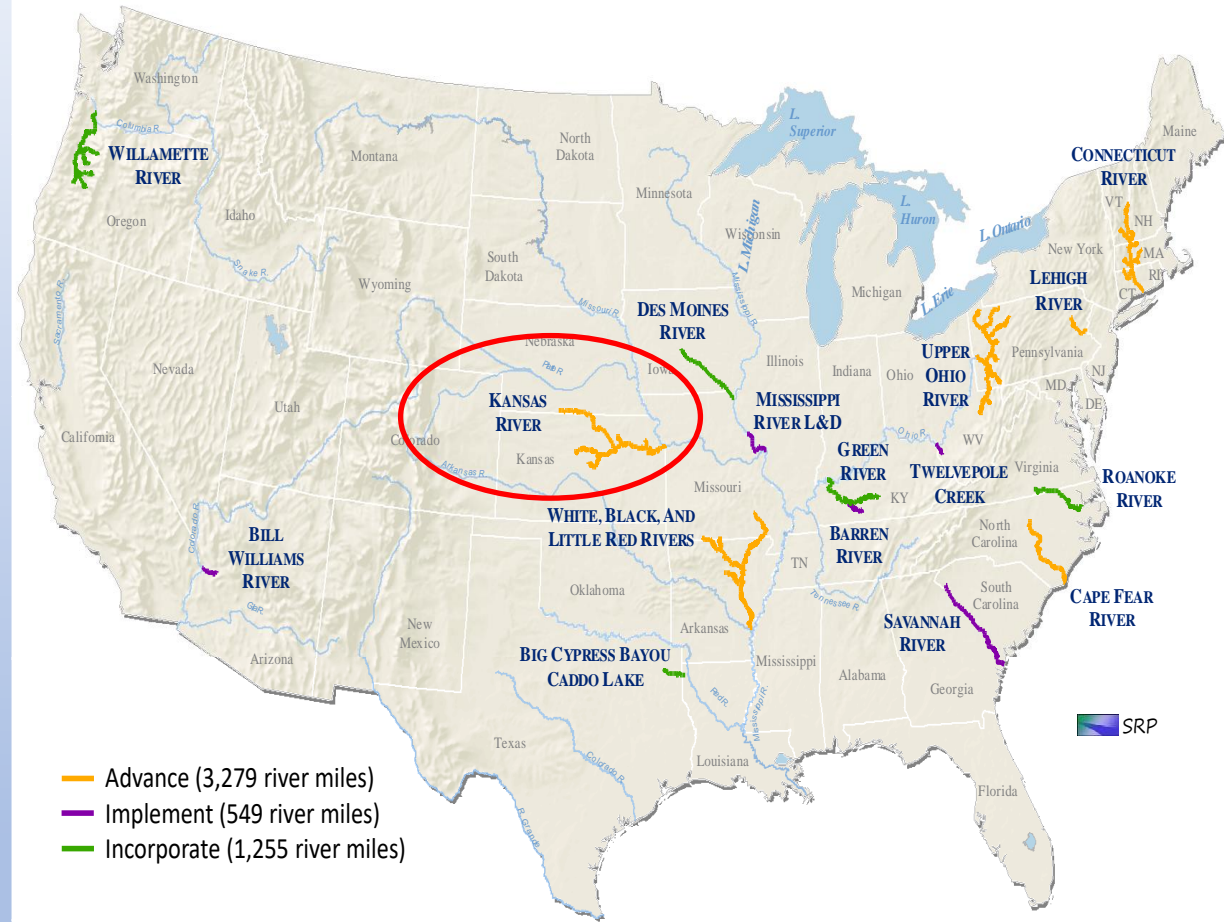 Washington
Columbia R.
WILLAMETTE
RIVER
Oregon
Idaho
Snake R.
Montana
North
Dakota
Minnesota
L.
Superior
Maine
CONNECTICUT
RIVER
VT
NH
MA
RI
CT
L.
Huron
L. Ontario
New York
L. Michigan
Wisconsin
South
Dakota
Wyoming
Missouri R.
Mississippi R.
Michigan
L. Erie
LEHIGH
RIVER
Sacramento R.
Nevada
Utah
California
DES MOINES
RIVER
Nebraska
Iowa
Illinois
Indiana
Ohio
UPPER
OHIO
RIVER
Pennsylvania
NJ
MD
DE
KANSAS
RIVER
Colorado
Kansas
Arkansas R.
MISSISSIPPI
RIVER L&D
Ohio R.
WV
Virginia
GREEN
RIVER
TWELVEPOLE
CREEK
KY
ROANOKE
RIVER
Missouri
WHITE, BLACK, AND
LITTLE RED RIVERS
BARREN
RIVER
North
Carolina
Colorado R.
BILL
WILLIAMS
RIVER
Oklahoma
TN
Tennessee R.
South
Carolina
CAPE FEAR
RIVER
Arizona
New
Mexico
Arkansas
SAVANNAH
RIVER
BIG CYPRESS BAYOU
CADDO LAKE
Red R.
Mississippi
Alabama
Georgia
Mississippi R.
SRP
Texas
Colorado R.
Louisiana
Florida
R. Grande
Advance (3,279 river miles)
Implement (549 river miles)
Incorporate (1,255 river miles)